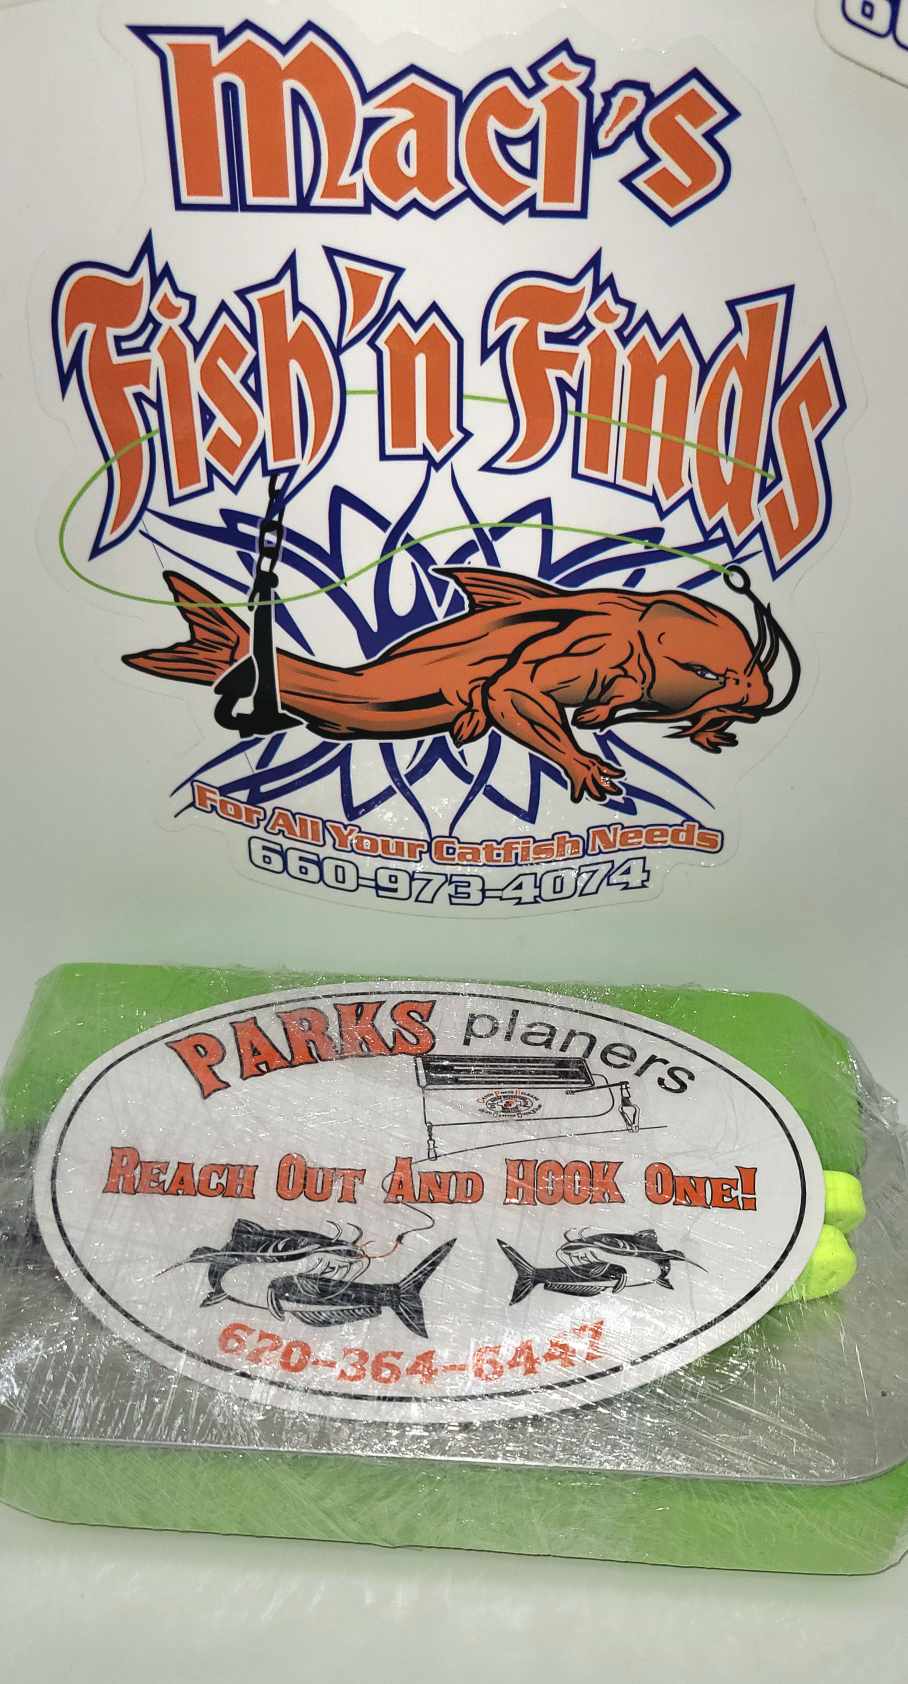 Maci's
Fish'n Finds
For All Your Catfish Needs
660-973-4074
PARKS planers
REACH OUT AND HOOK ONE!
620-364-6447